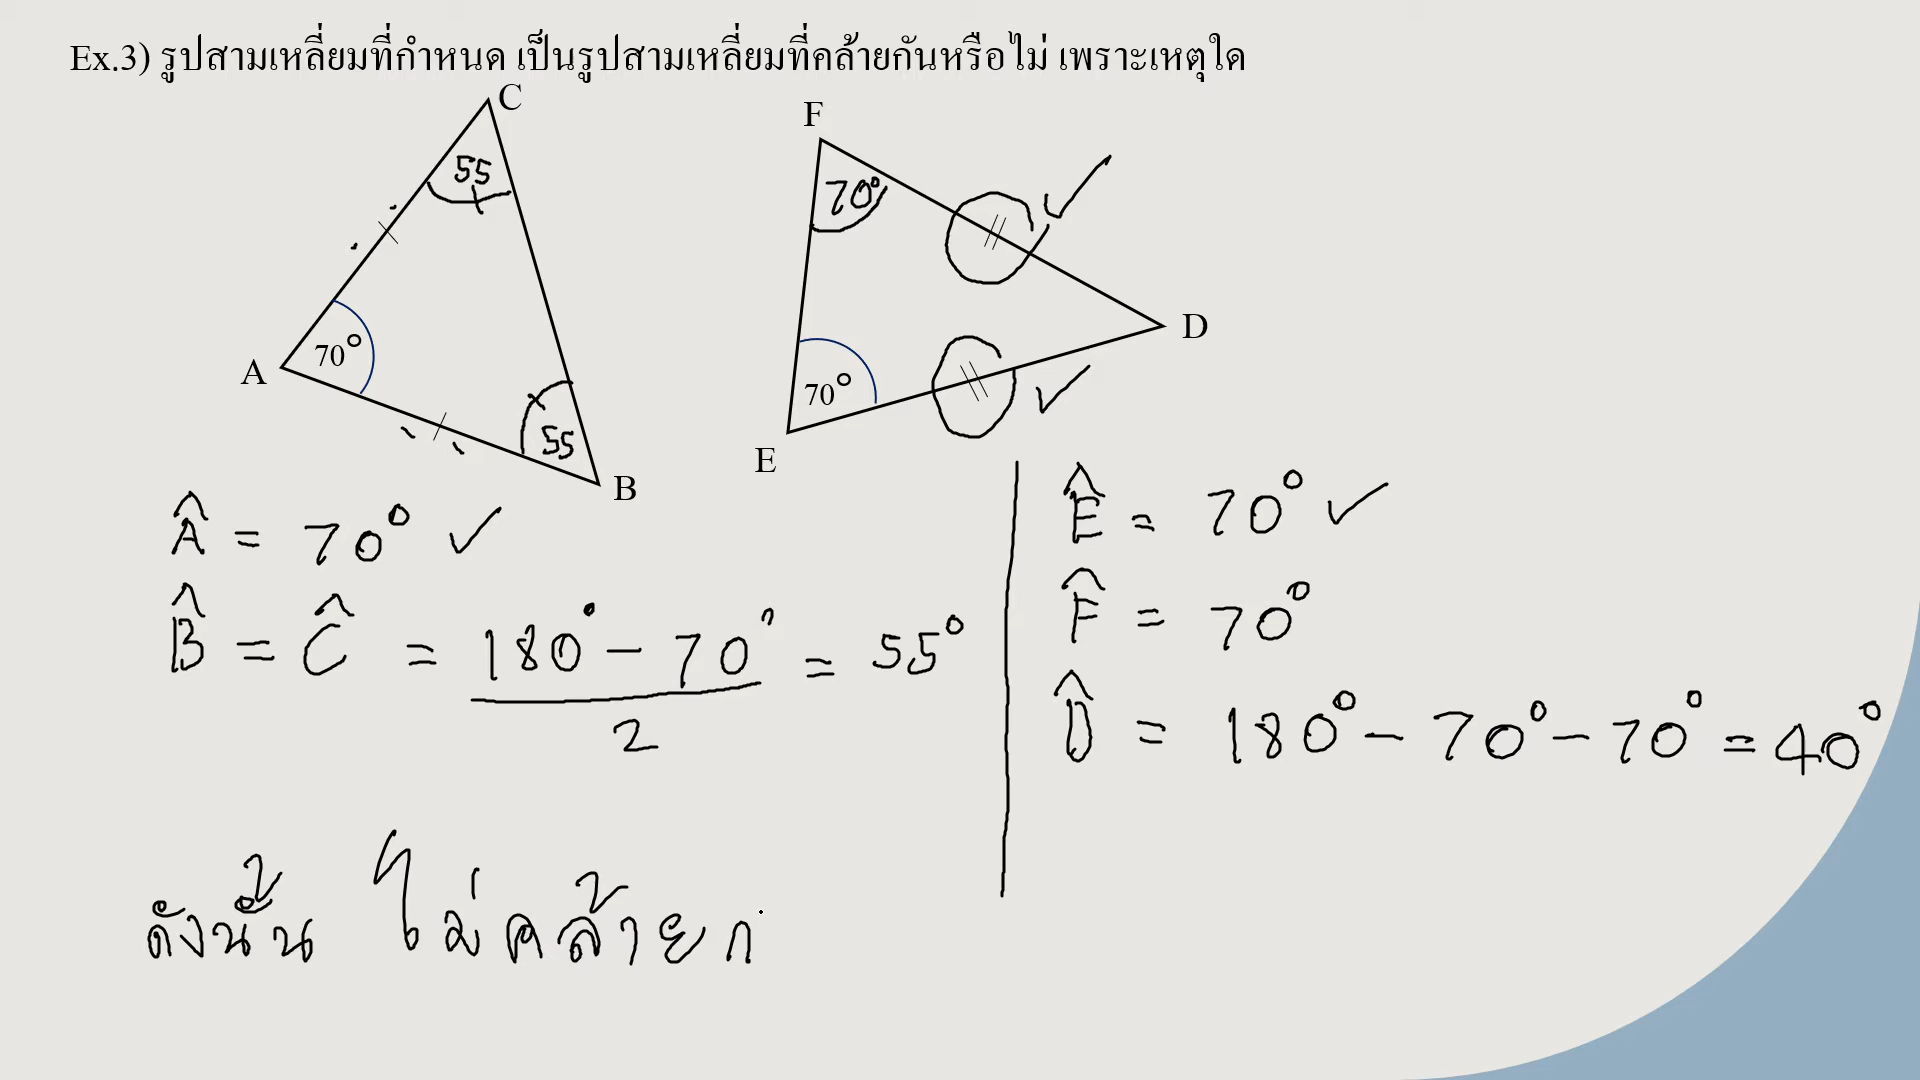 Ex.3) รูปสามเหลี่ยมที่กำหนด เป็นรูปสามเหลี่ยมที่คล้ายกันหรือไม่ เพราะเหตุใด
C
55
70°
A
55
B
F
70°
D
70°
E
Â = 70° ✓
B̂ = Ĉ = (180° - 70°)/2 = 55°
Ê = 70° ✓
F̂ = 70°
D̂ = 180° - 70° - 70° = 40°
ดังนั้น ไม่คล้ายก